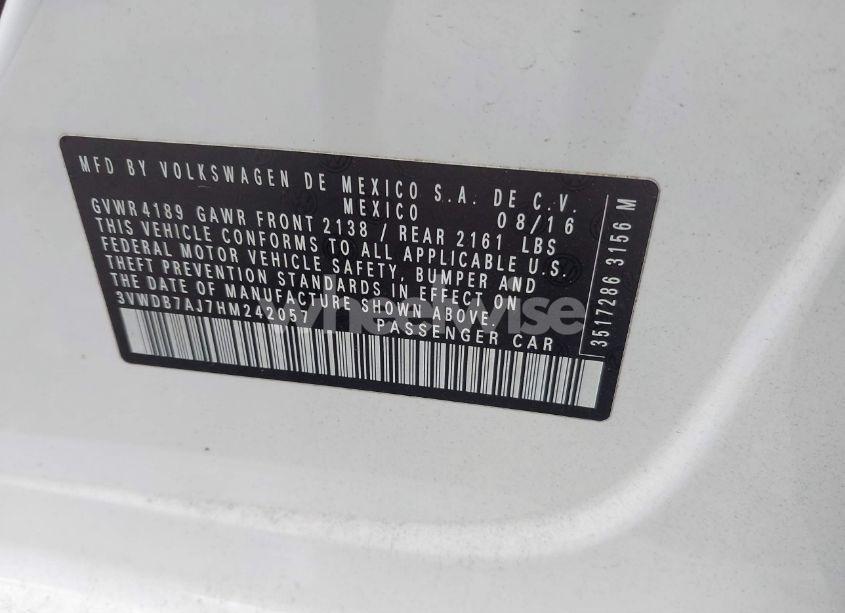 MFD BY VOLKSWAGEN DE MEXICO S.A. DE C.V.
MEXICO 08/16
GVWR 4189 GAWR FRONT 2138 / REAR 2161 LBS
THIS VEHICLE CONFORMS TO ALL APPLICABLE U.S.
FEDERAL MOTOR VEHICLE SAFETY, BUMPER AND
THEFT PREVENTION STANDARDS IN EFFECT ON
THE DATE OF MANUFACTURE SHOWN ABOVE
3VWDB7AJ7HM242057 PASSENGER CAR
3517286 3156 M
wheelwise